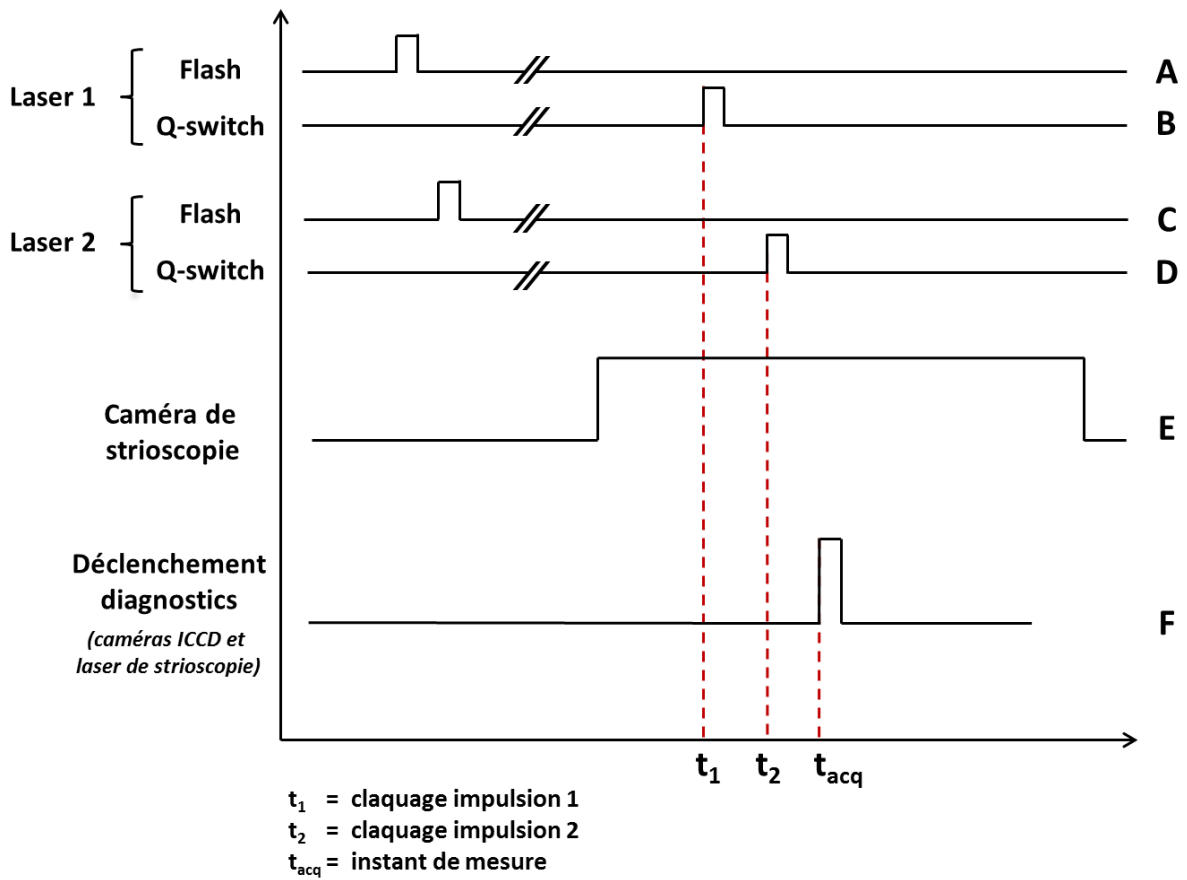 Laser 1
Flash
A
Q-switch
B
Laser 2
Flash
C
Q-switch
D
Caméra de
strioscopie
E
Déclenchement
diagnostics
(caméras ICCD et
laser de strioscopie)
F
t1 t2 tacq
t1 = claquage impulsion 1
t2 = claquage impulsion 2
tacq = instant de mesure